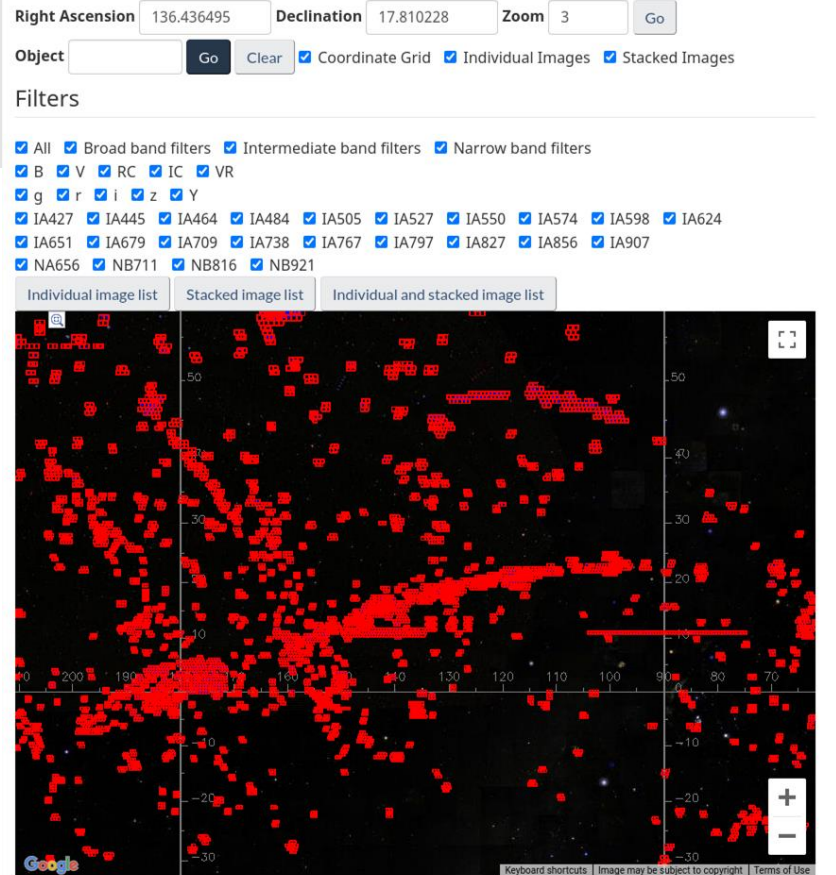 Right Ascension 136.436495 Declination 17.810228 Zoom 3 Go
Object Go Clear Coordinate Grid Individual Images Stacked Images
Filters
All Broad band filters Intermediate band filters Narrow band filters
B V RC IC VR
g r i z Y
IA427 IA445 IA464 IA484 IA505 IA527 IA550 IA574 IA598 IA624
IA651 IA679 IA709 IA738 IA767 IA797 IA827 IA856 IA907
NA656 NB711 NB816 NB921
Individual image list Stacked image list Individual and stacked image list
50 50
40
30 30
20 20
10 10
200 190 160 140 130 120 110 100 80 70
-10 -10
-20 -20
-30 -30
Google
Keyboard shortcuts Image may be subject to copyright Terms of Use